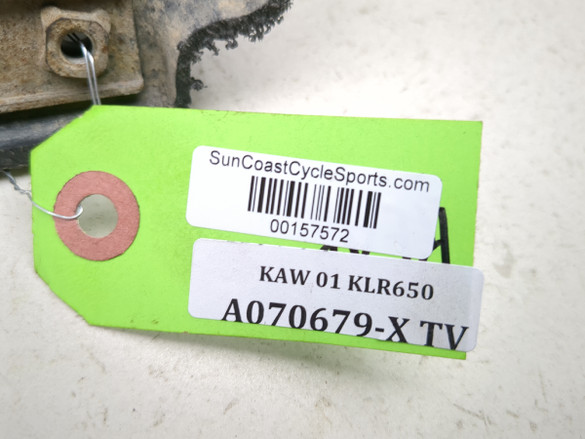 SunCoastCycleSports.com
00157572
KAW 01 KLR650
A070679-X TV